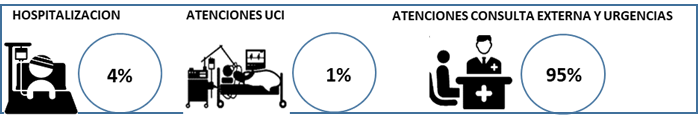 HOSPITALIZACION
4%
ATENCIONES UCI
1%
ATENCIONES CONSULTA EXTERNA Y URGENCIAS
95%